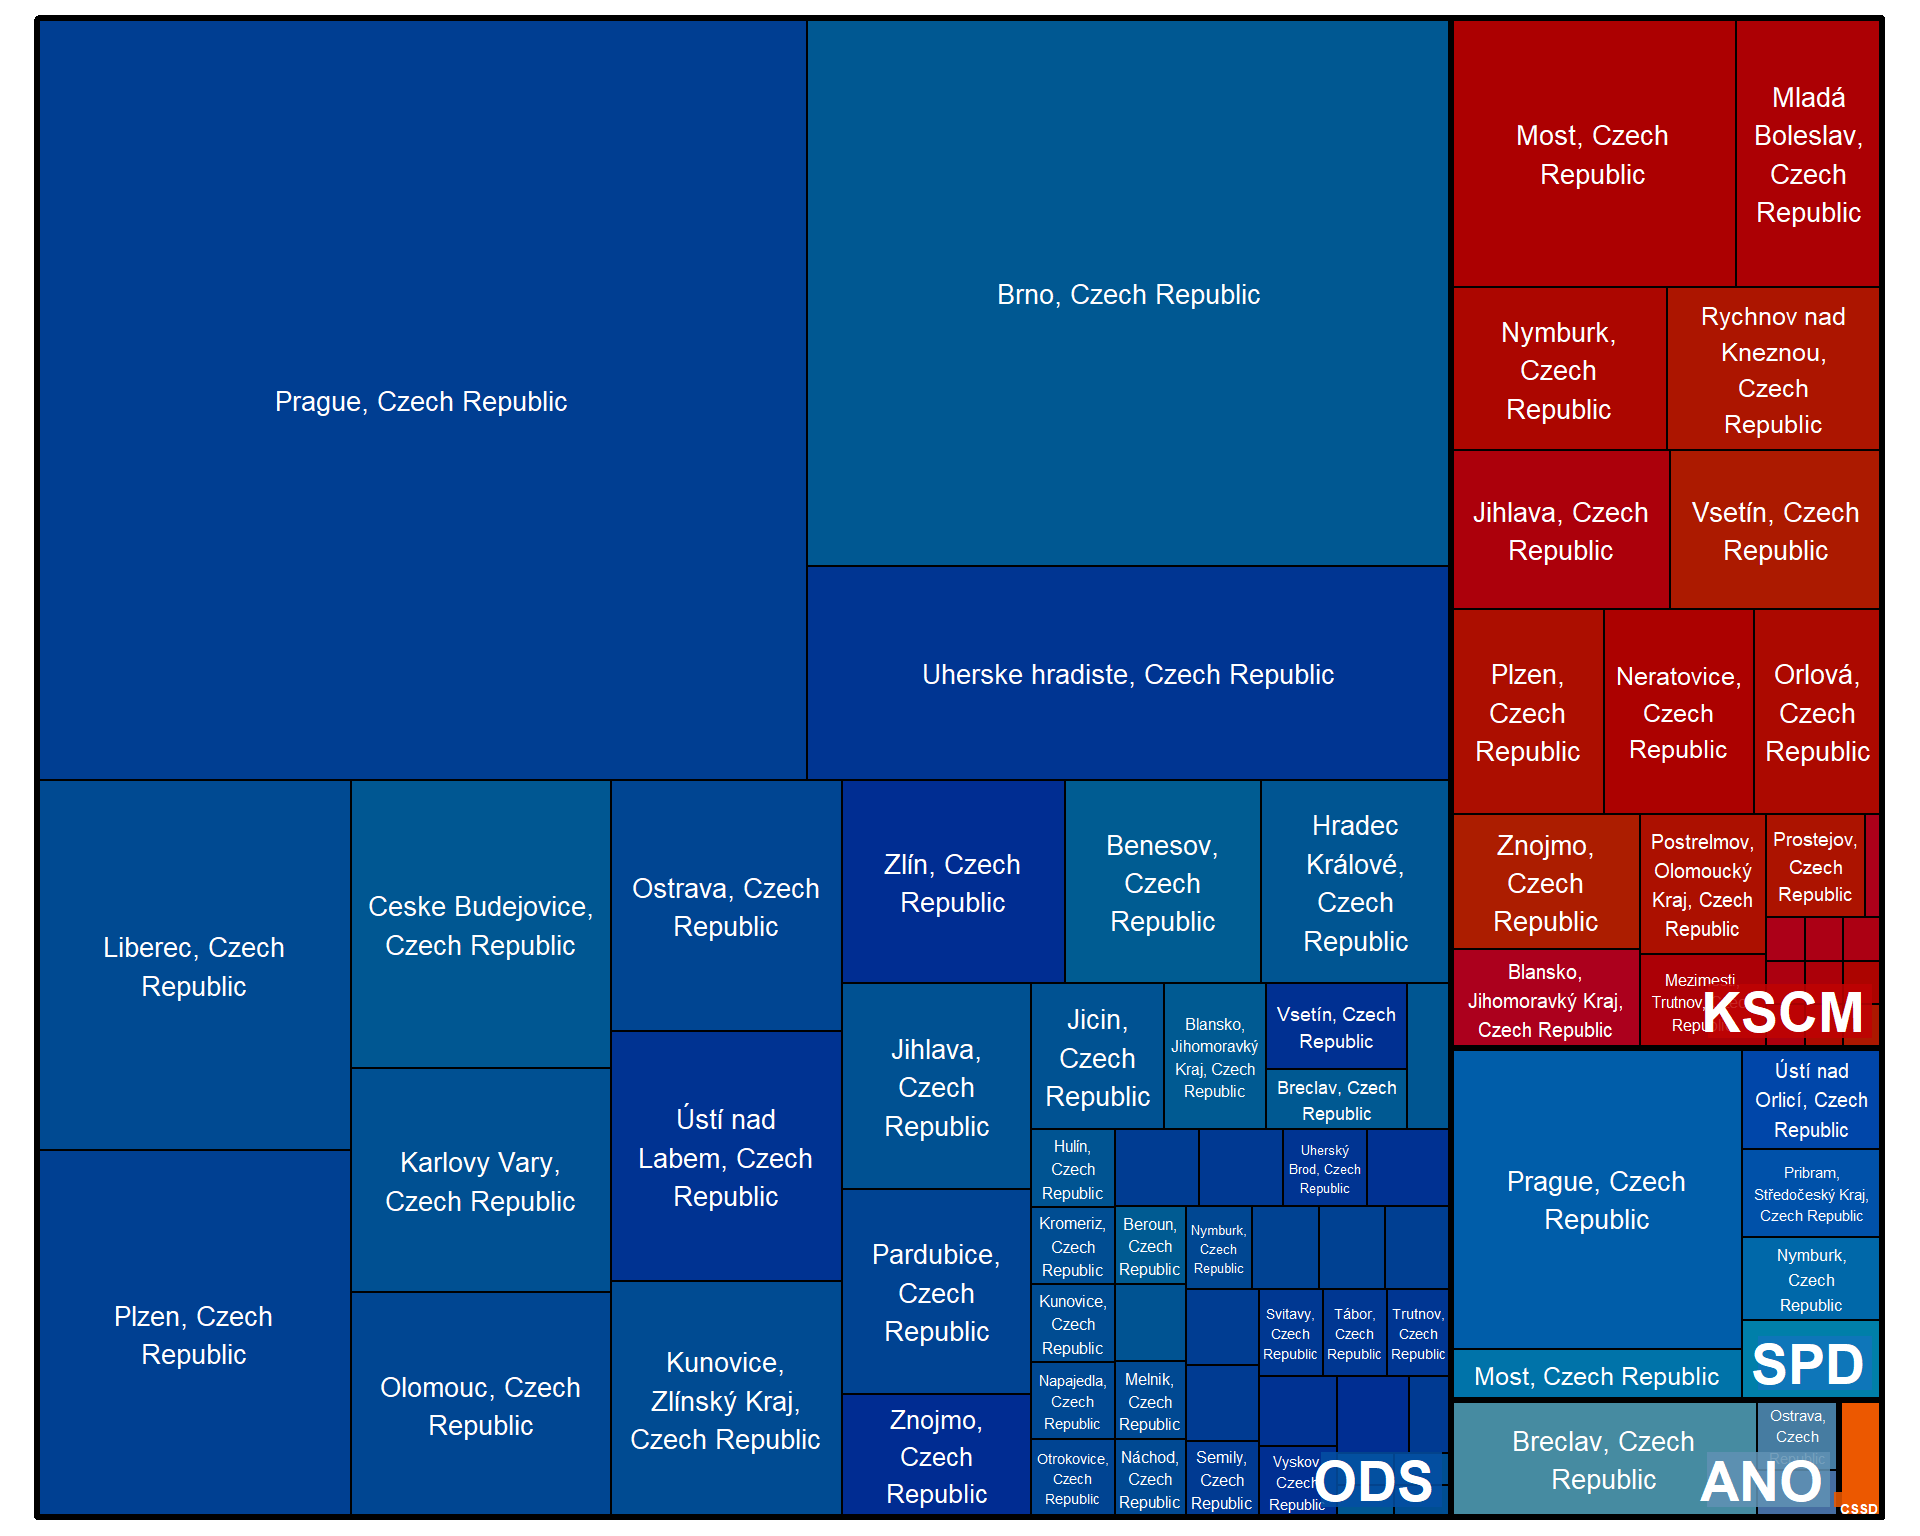 Prague, Czech Republic
Brno, Czech Republic
Uherske hradiste, Czech Republic
Liberec, Czech
Republic
Plzen, Czech
Republic
Ceske Budejovice,
Czech Republic
Karlovy Vary,
Czech Republic
Olomouc, Czech
Republic
Ostrava, Czech
Republic
Ústí nad
Labem, Czech
Republic
Kunovice,
Zlínský Kraj,
Czech Republic
Zlín, Czech
Republic
Benesov,
Czech
Republic
Hradec
Králové,
Czech
Republic
Jihlava,
Czech
Republic
Pardubice,
Czech
Republic
Znojmo,
Czech
Republic
Jicin,
Czech
Republic
Blansko,
Jihomoravký
Kraj, Czech
Republic
Vsetín, Czech
Republic
Breclav, Czech
Republic
Hulín,
Czech
Republic
Kromeriz,
Czech
Republic
Kunovice,
Czech
Republic
Napajedla,
Czech
Republic
Otrokovice,
Czech
Republic
Uherský
Brod, Czech
Republic
Beroun,
Czech
Republic
Nymburk,
Czech
Republic
Melnik,
Czech
Republic
Náchod,
Czech
Republic
Semily,
Czech
Republic
Svitavy,
Czech
Republic
Tábor,
Czech
Republic
Trutnov,
Czech
Republic
Vyskov,
Czech
Republic
ODS
Most, Czech
Republic
Mladá
Boleslav,
Czech
Republic
Nymburk,
Czech
Republic
Rychnov nad
Kneznou,
Czech
Republic
Jihlava, Czech
Republic
Vsetín, Czech
Republic
Plzen,
Czech
Republic
Neratovice,
Czech
Republic
Orlová,
Czech
Republic
Znojmo,
Czech
Republic
Postrelmov,
Olomoucký
Kraj, Czech
Republic
Prostejov,
Czech
Republic
Blansko,
Jihomoravký Kraj,
Czech Republic
Mezimesti,
Trutnov, Czech
Republic
KSCM
Prague, Czech
Republic
Most, Czech Republic
Ústí nad
Orlicí, Czech
Republic
Pribram,
Středočeský Kraj,
Czech Republic
Nymburk,
Czech
Republic
SPD
Breclav, Czech
Republic
Ostrava,
Czech
Republic
ANO
CSSD